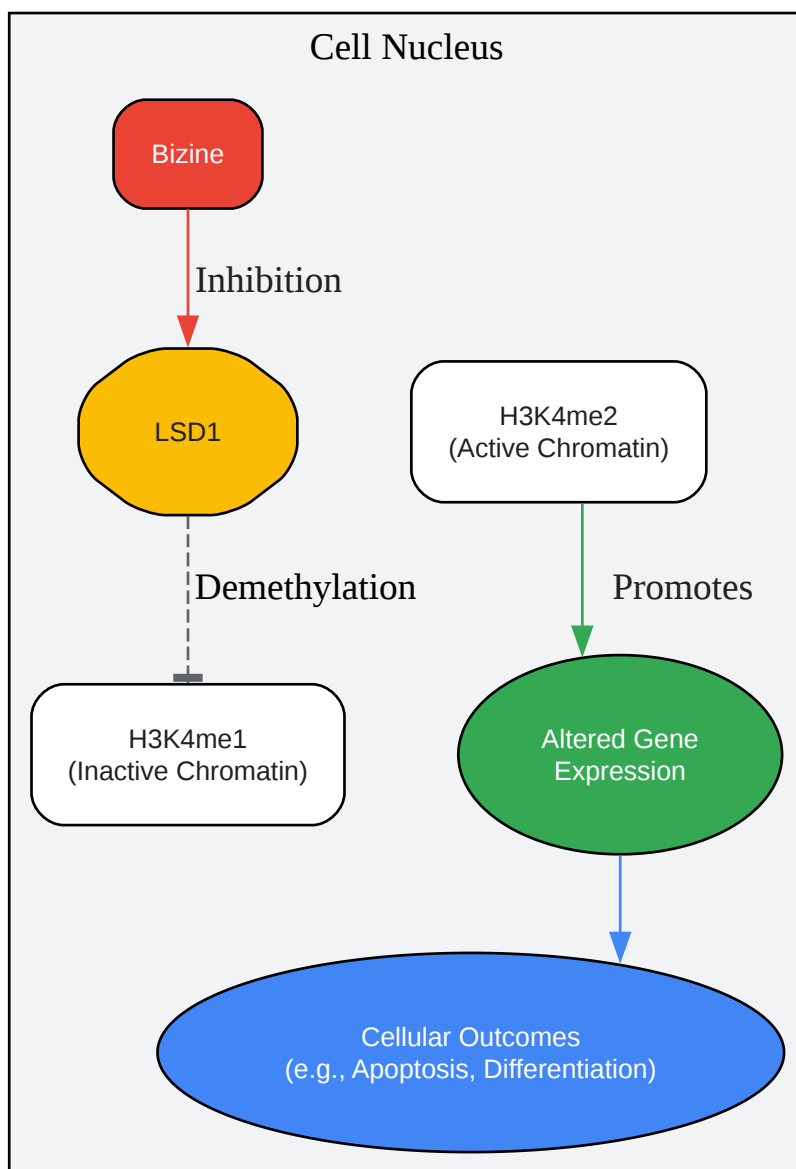 Cell Nucleus
Bizine
Inhibition
LSD1
H3K4me2
(Active Chromatin)
Demethylation
Promotes
H3K4me1
(Inactive Chromatin)
Altered Gene
Expression
Cellular Outcomes
(e.g., Apoptosis, Differentiation)